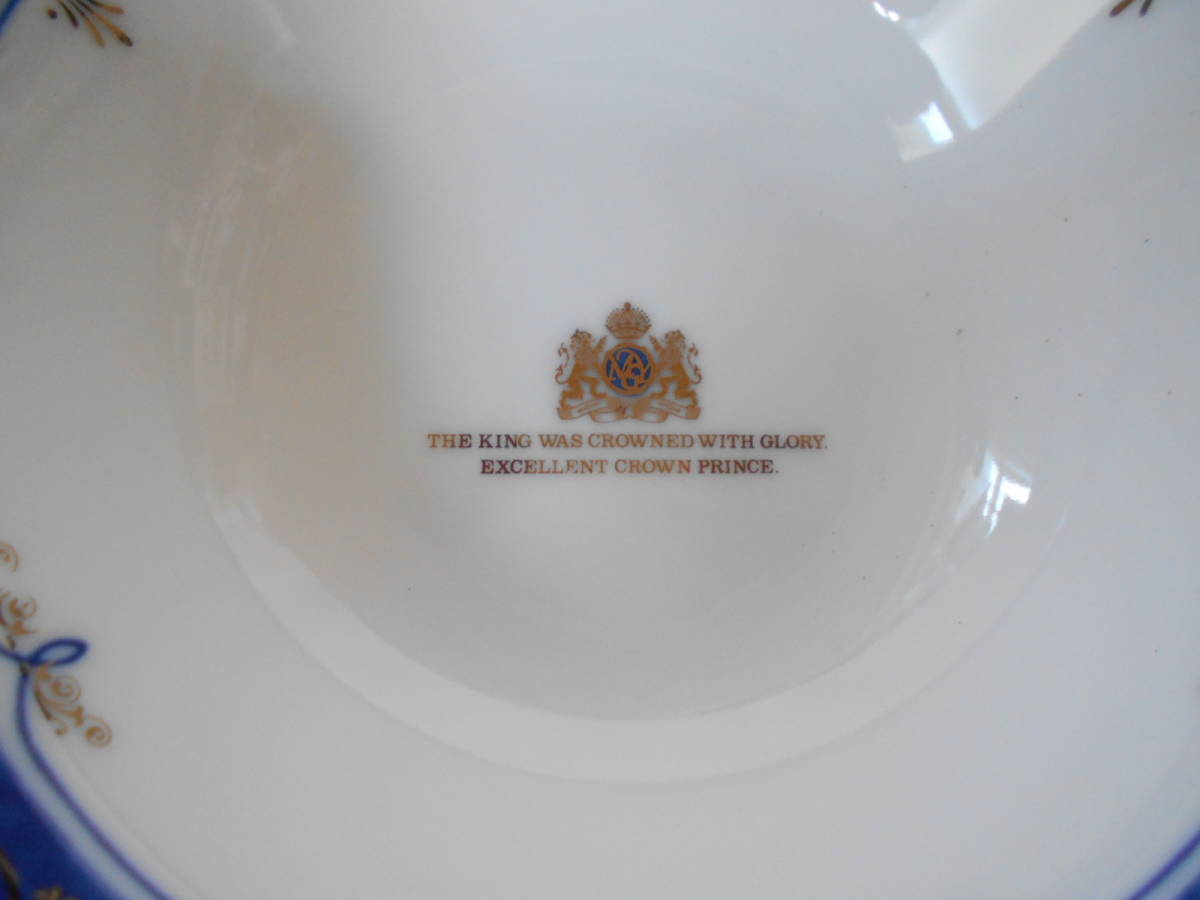 THE KING WAS CROWNED WITH GLORY.
EXCELLENT CROWN PRINCE.